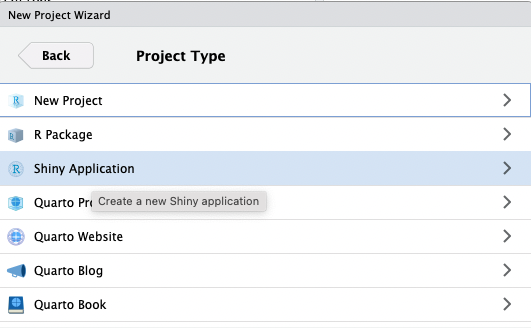 New Project Wizard
Back
Project Type
New Project
R Package
Shiny Application
Quarto
Create a new Shiny application
Quarto Website
Quarto Blog
Quarto Book